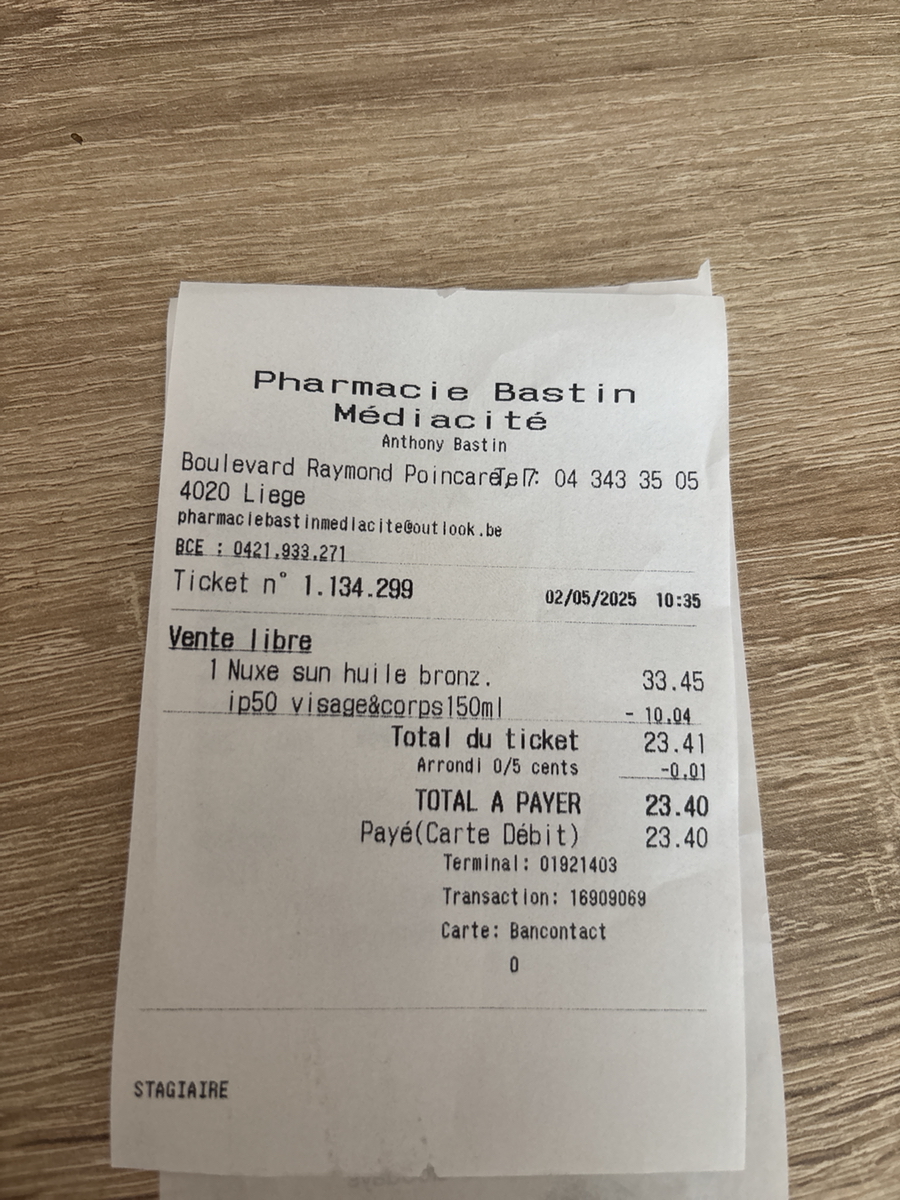 Pharmacie Bastin
Médiacité
Anthony Bastin
Boulevard Raymond Poincaré, 7 Tel : 04 343 35 05
4020 Liege
pharmaciebastinmediacite@outlook.be
BCE : 0421.933.271
Ticket n° 1.134.299 02/05/2025 10:35
Vente libre
1 Nuxe sun huile bronz. 33.45
ip50 visage&corps150ml - 10.04
Total du ticket 23.41
Arrondi 0/5 cents -0.01
TOTAL A PAYER 23.40
Payé(Carte Débit) 23.40
Terminal: 01921403
Transaction: 16909069
Carte: Bancontact
0
STAGIAIRE